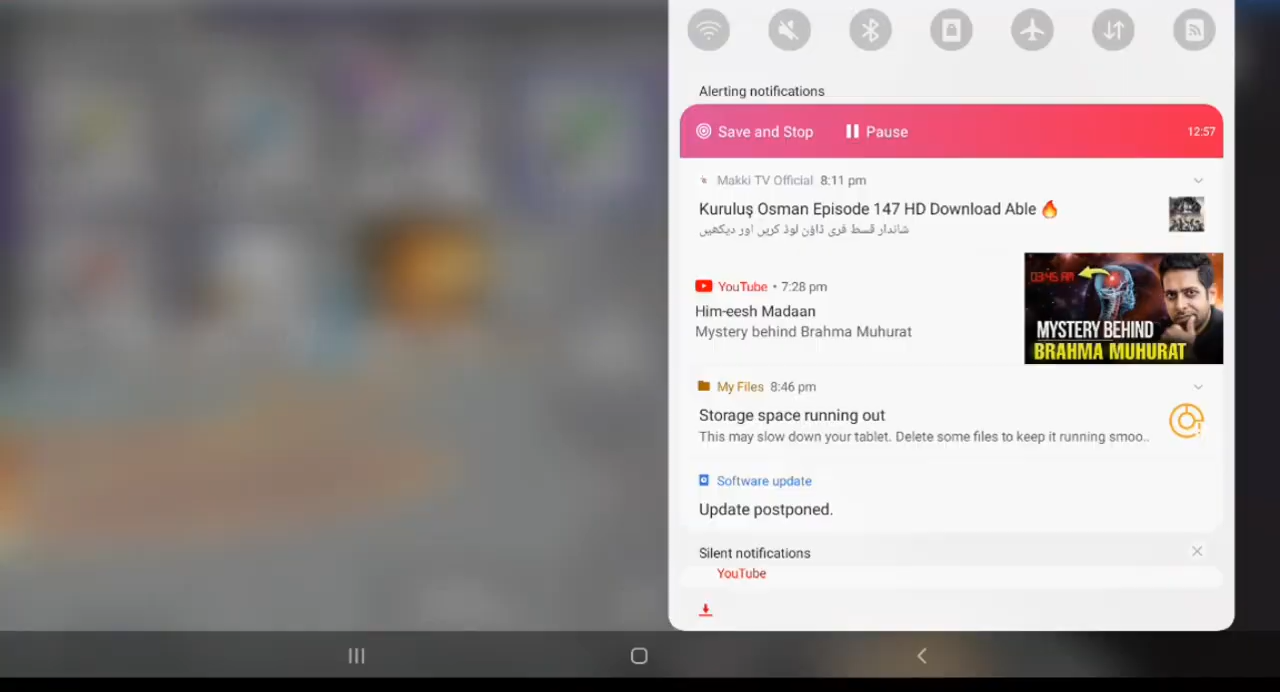 Alerting notifications
Save and Stop Pause 12:57
Makki TV Official 8:11 pm
Kuruluş Osman Episode 147 HD Download Able 🔥
شاندار قسط فری ڈاؤن لوڈ کریں اور دیکھیں
YouTube • 7:28 pm
Him-eesh Madaan
Mystery behind Brahma Muhurat
03:45 AM
MYSTERY BEHIND
BRAHMA MUHURAT
My Files 8:46 pm
Storage space running out
This may slow down your tablet. Delete some files to keep it running smoo..
Software update
Update postponed.
Silent notifications
YouTube